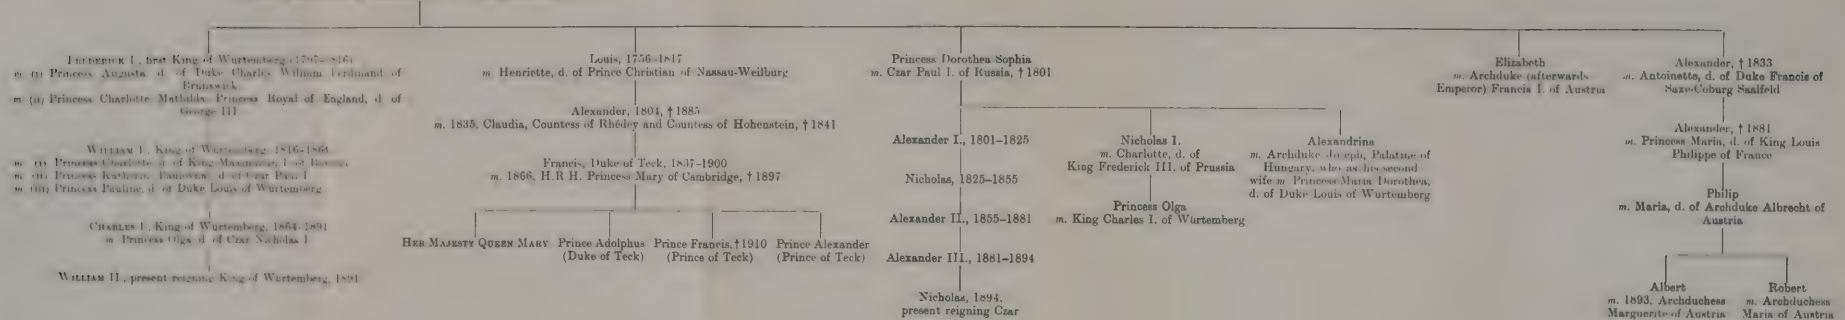 FREDERICK I., first King of Wurtemberg
m (i) Princess Augusta d of Duke Charles William Ferdinand of
Brunswick
m (ii) Princess Charlotte Mathilda Princess Royal of England, d of
George III
WILLIAM I, King of Wurtemberg, 1816-1864
m (i) Princess Charlotte d of King
m (ii) Princess d of Czar Paul I
m (iii) Princess Pauline, d of Duke Louis of Wurtemberg
CHARLES I, King of Wurtemberg, 1864-1891
m Princess Olga d of Czar Nicholas I
WILLIAM II, present reigning King of Wurtemberg, 1891
Louis, 1756-1817
m Henriette, d. of Prince Christian of Nassau-Weilburg
Alexander, 1804, † 1885
m. 1835, Claudia, Countess of Rhédey and Countess of Hohenstein, † 1841
Francis, Duke of Teck, 1837-1900
m. 1866, H.R H. Princess Mary of Cambridge, † 1897
HER MAJESTY QUEEN MARY
Prince Adolphus
(Duke of Teck)
Prince Francis, † 1910
(Prince of Teck)
Prince Alexander
(Prince of Teck)
Princess Dorothea Sophia
m. Czar Paul I. of Russia, † 1801
Alexander I., 1801–1825
Nicholas, 1825–1855
Alexander II., 1855–1881
Alexander III., 1881–1894
Nicholas, 1894,
present reigning Czar
Nicholas I.
m. Charlotte, d. of
King Frederick III. of Prussia
Princess Olga
m. King Charles I. of Wurtemberg
Alexandrina
m. Archduke Joseph, Palatine of
Hungary, who as his second
wife m. Princess Maria Dorothea,
d. of Duke Louis of Wurtemberg
Elizabeth
m. Archduke (afterwards
Emperor) Francis I. of Austria
Alexander, † 1833
m. Antoinette, d. of Duke Francis of
Saxe-Coburg Saalfeld
Alexander, † 1881
m. Princess Maria, d. of King Louis
Philippe of France
Philip
m. Maria, d. of Archduke Albrecht of
Austria
Albert
m. 1893, Archduchess
Marguerite of Austria
Robert
m. Archduchess
Maria of Austria